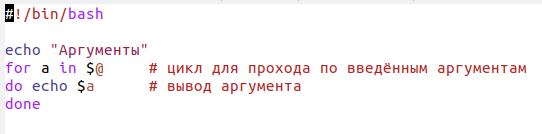 #!/bin/bash
echo "Аргументы"
for a in $@ # цикл для прохода по введённым аргументам
do echo $a # вывод аргумента
done